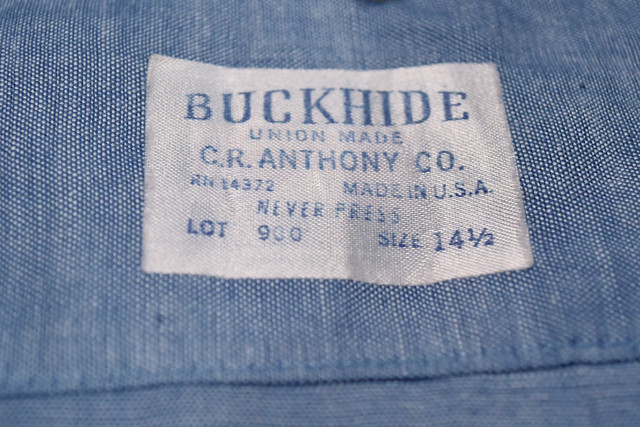 BUCKHIDE
UNION MADE
C.R. ANTHONY CO.
RN 14372 MADE IN U.S.A.
NEVER PRESS
LOT 900 SIZE 14½